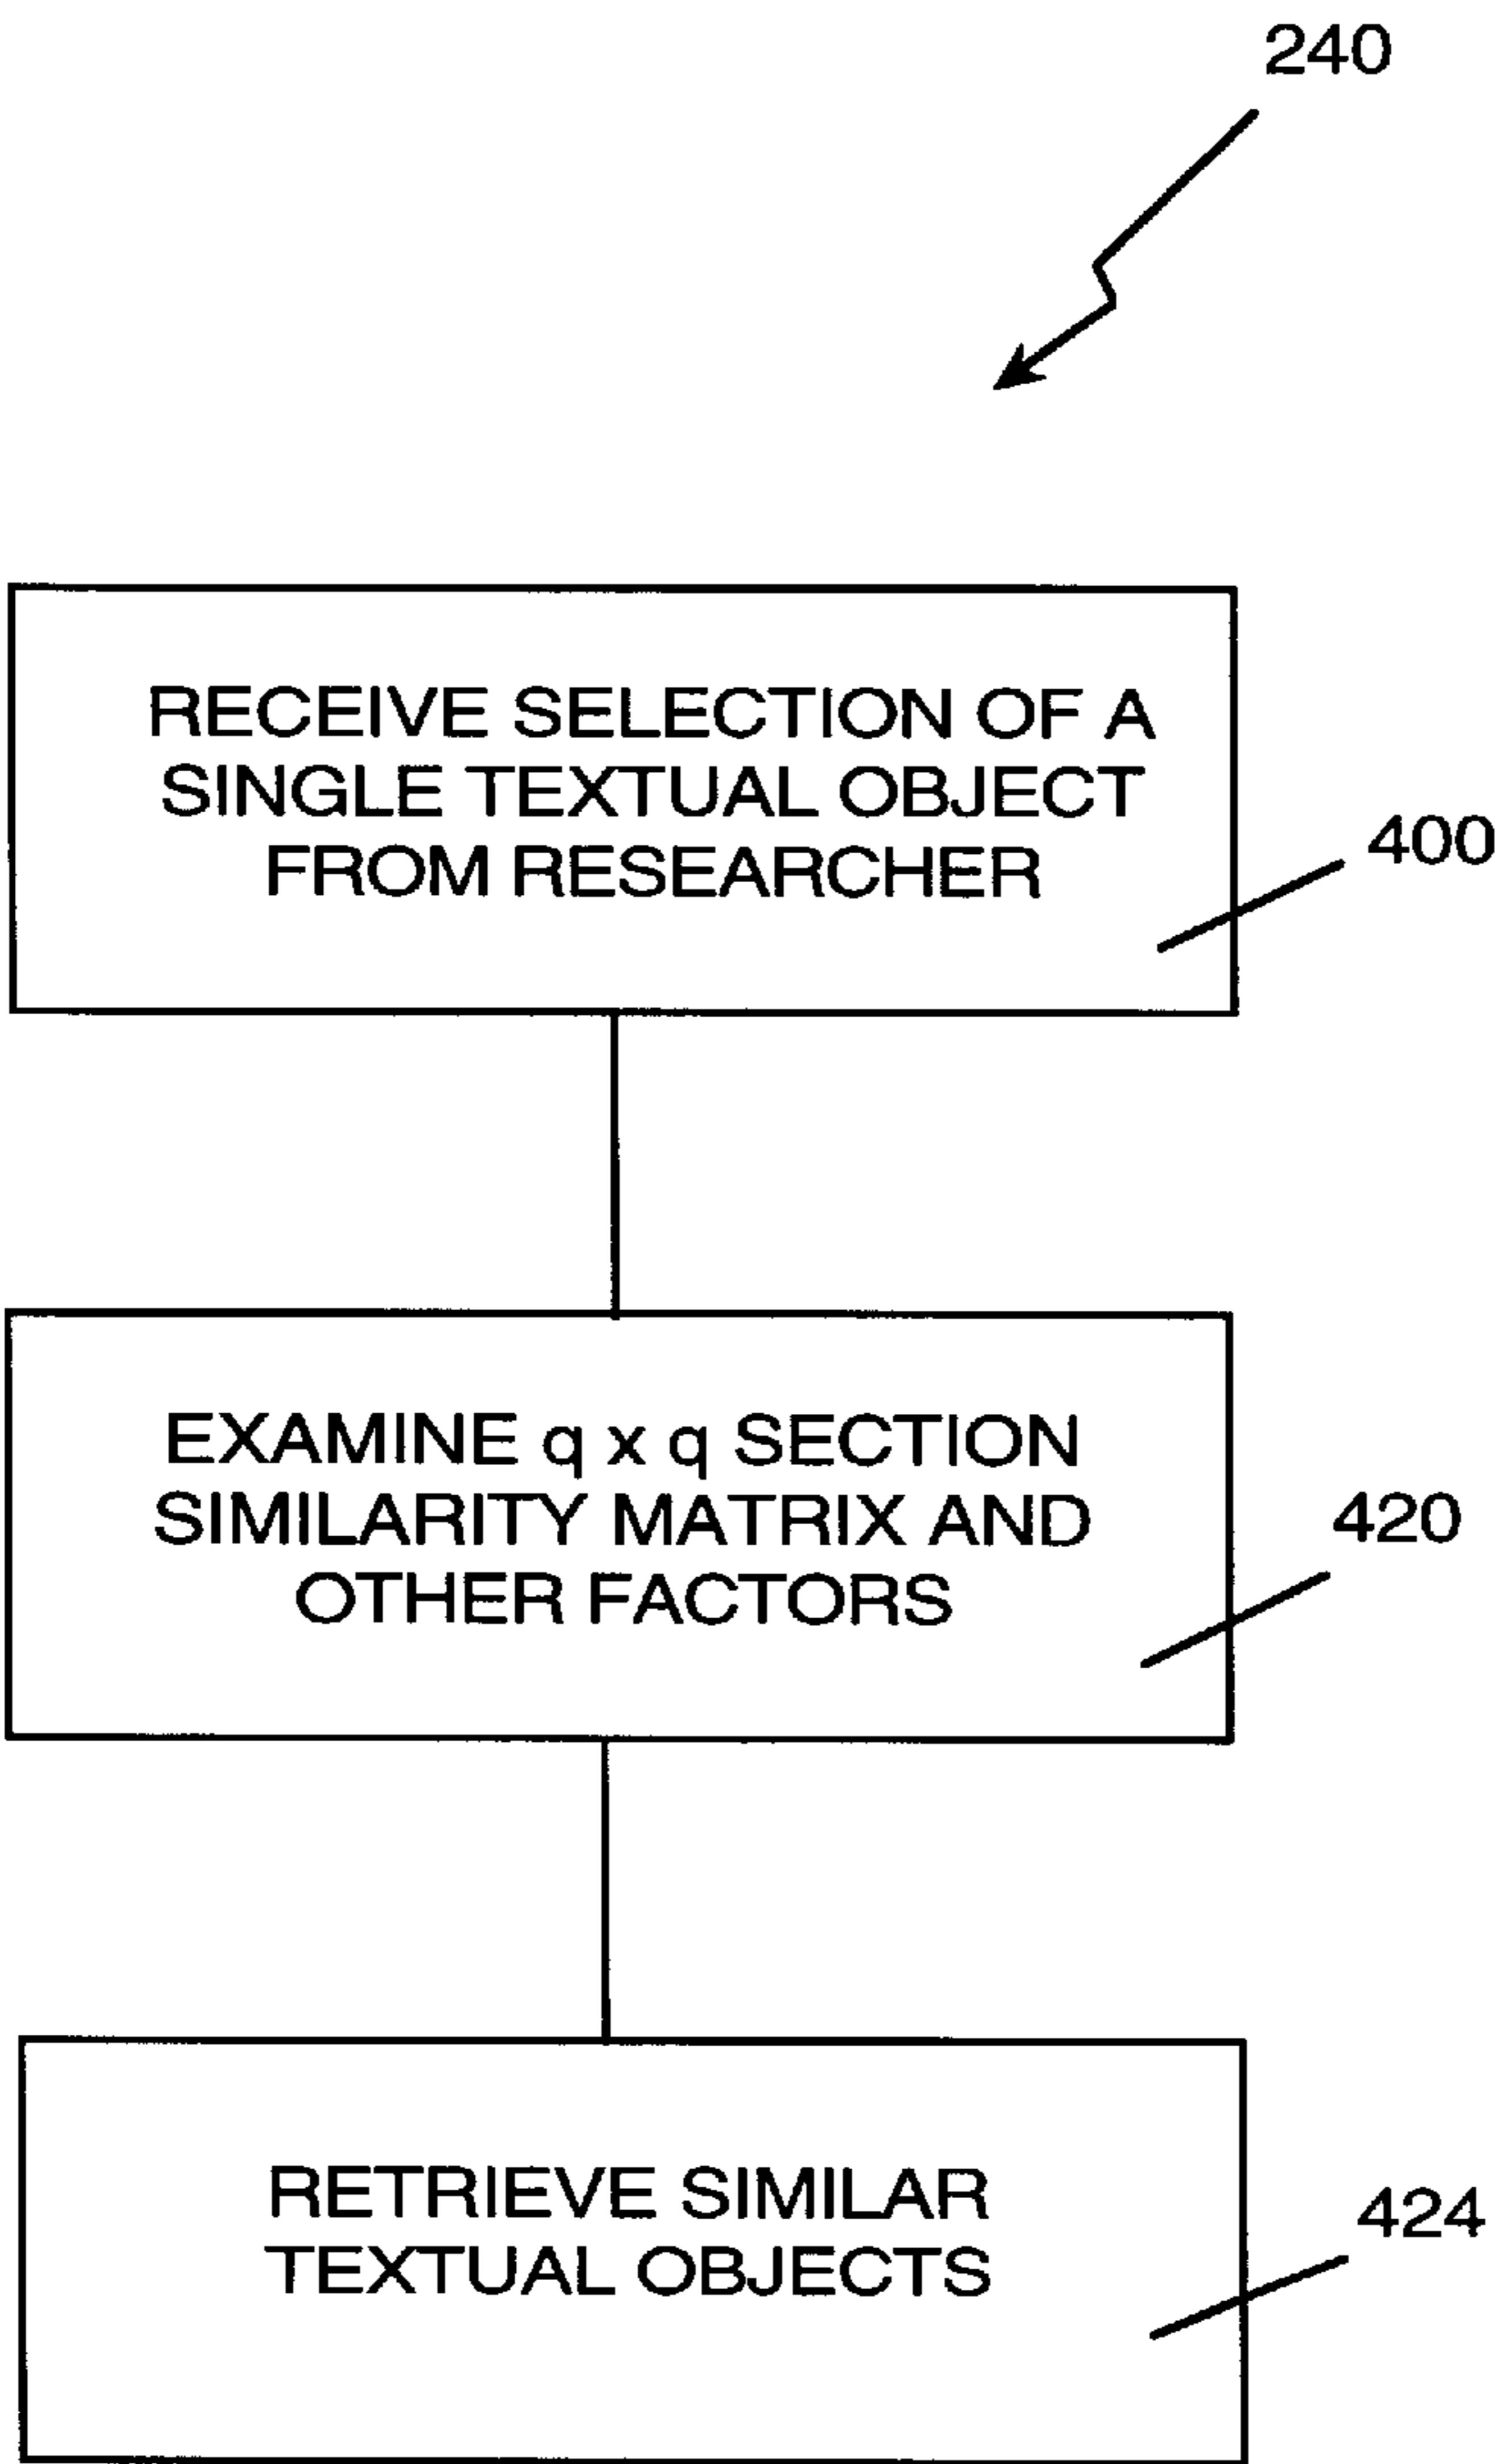 240
RECEIVE SELECTION OF A
SINGLE TEXTUAL OBJECT
FROM RESEARCHER
400
EXAMINE q x q SECTION
SIMILARITY MATRIX AND
OTHER FACTORS
420
RETRIEVE SIMILAR
TEXTUAL OBJECTS
424